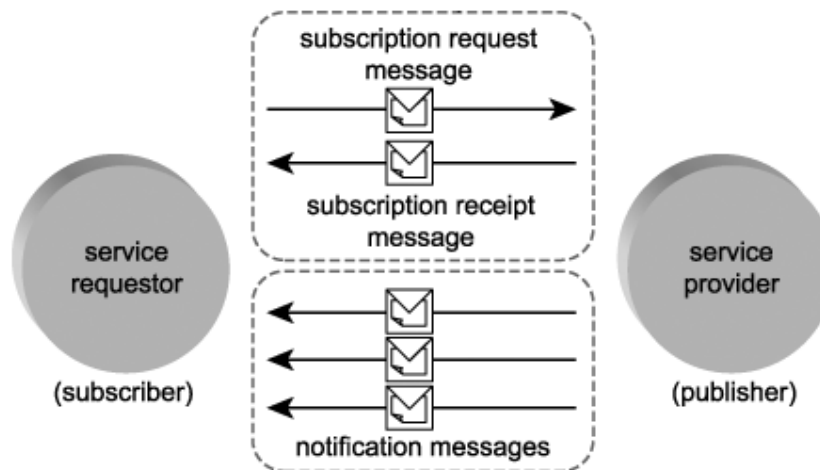 subscription request
message
subscription receipt
message
service
requestor
(subscriber)
service
provider
(publisher)
notification messages